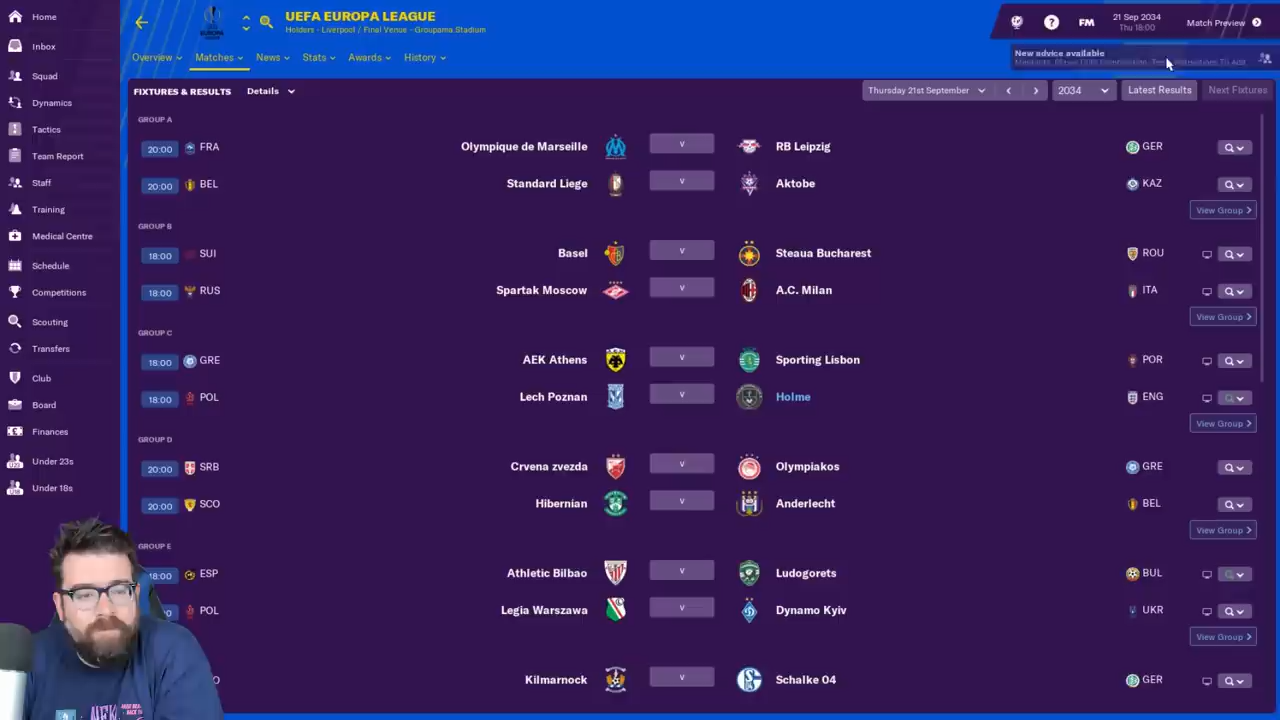 Home
UEFA EUROPA LEAGUE
Holders - Liverpool / Final Venue - Groupama Stadium
FM
21 Sep 2034
Thu 18:00
Match Preview
Inbox
Overview Matches News Stats Awards History
New advice available
Squad
Dynamics
Tactics
Team Report
Staff
Training
Medical Centre
Schedule
Competitions
Scouting
Transfers
Club
Board
Finances
Under 23s
Under 18s
FIXTURES & RESULTS Details
Thursday 21st September 2034 Latest Results Next Fixtures
GROUP A
20:00 FRA Olympique de Marseille v RB Leipzig GER
20:00 BEL Standard Liege v Aktobe KAZ
View Group
GROUP B
18:00 SUI Basel v Steaua Bucharest ROU
18:00 RUS Spartak Moscow v A.C. Milan ITA
View Group
GROUP C
18:00 GRE AEK Athens v Sporting Lisbon POR
18:00 POL Lech Poznan v Holme ENG
View Group
GROUP D
20:00 SRB Crvena zvezda v Olympiakos GRE
20:00 SCO Hibernian v Anderlecht BEL
View Group
GROUP E
18:00 ESP Athletic Bilbao v Ludogorets BUL
POL Legia Warszawa v Dynamo Kyiv UKR
View Group
Kilmarnock v Schalke 04 GER